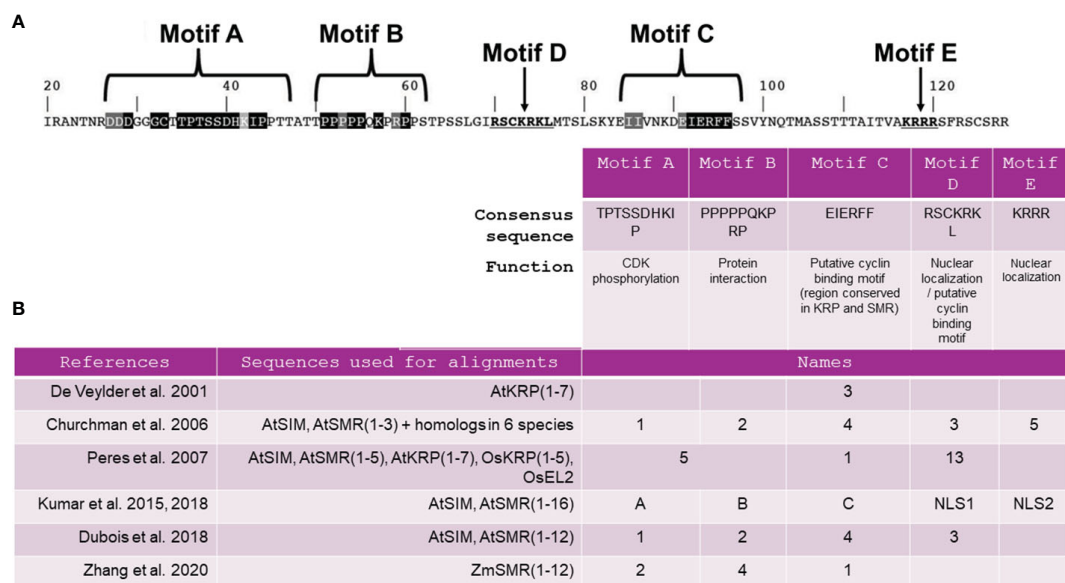 A
Motif A
Motif B
Motif D
Motif C
Motif E
20
40
60
80
100
120
IRANTNRDDDGGGCTTPTSSDHKIPPTTATTPPPPPQKPRPPSTPSSLGIRSCKRKLMTSLSKYEIIVNKDEIERFFSSVYNQTMASSTTTAITVAKRRRSFRSCSRR
Motif A
Motif B
Motif C
Motif
D
Motif
E
Consensus
sequence
TPTSSDHKI
P
PPPPPQKP
RP
EIERFF
RSCKRK
L
KRRR
Function
CDK
phosphorylation
Protein
interaction
Putative cyclin
binding motif
(region conserved
in KRP and SMR)
Nuclear
localization
/ putative
cyclin
binding
motif
Nuclear
localization
B
References Sequences used for alignments Names
De Veylder et al. 2001 AtKRP(1-7) 3
Churchman et al. 2006 AtSIM, AtSMR(1-3) + homologs in 6 species 1 2 4 3 5
Peres et al. 2007 AtSIM, AtSMR(1-5), AtKRP(1-7), OsKRP(1-5), 5 1 13
OsEL2
Kumar et al. 2015, 2018 AtSIM, AtSMR(1-16) A B C NLS1 NLS2
Dubois et al. 2018 AtSIM, AtSMR(1-12) 1 2 4 3
Zhang et al. 2020 ZmSMR(1-12) 2 4 1